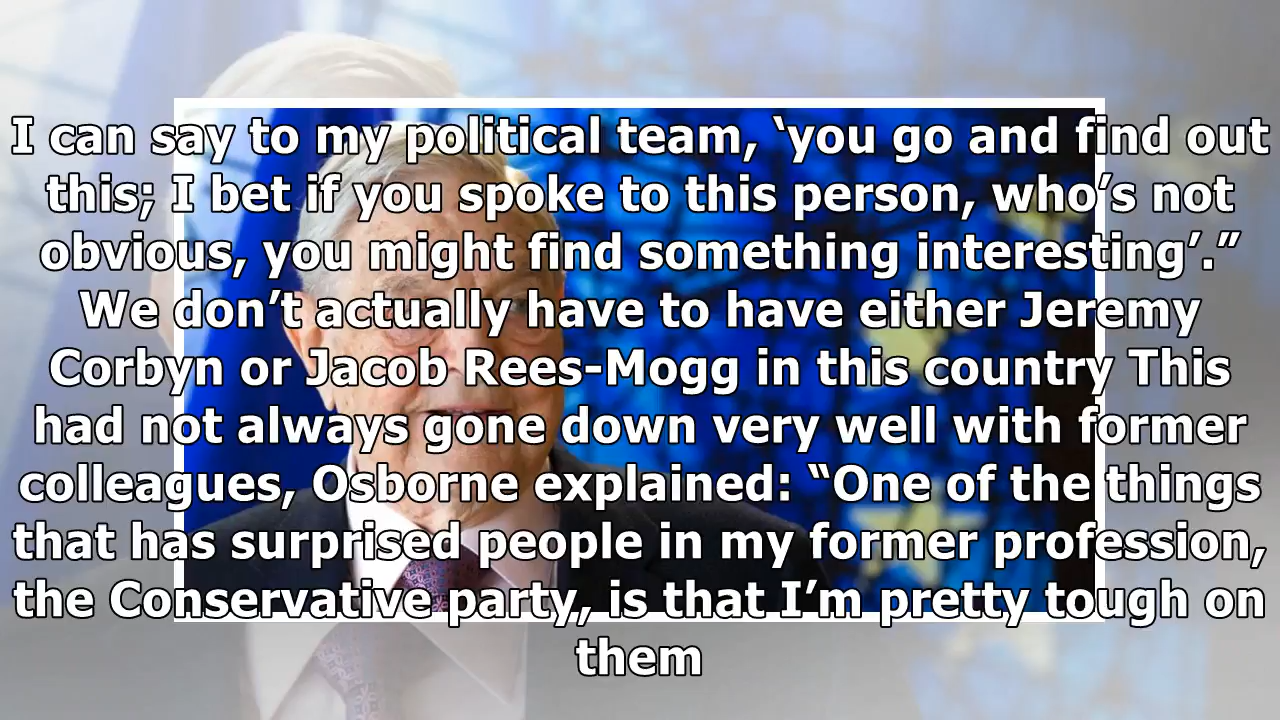 I can say to my political team, ‘you go and find out
this; I bet if you spoke to this person, who’s not
obvious, you might find something interesting’.”
We don’t actually have to have either Jeremy
Corbyn or Jacob Rees-Mogg in this country This
had not always gone down very well with former
colleagues, Osborne explained: “One of the things
that has surprised people in my former profession,
the Conservative party, is that I’m pretty tough on
them